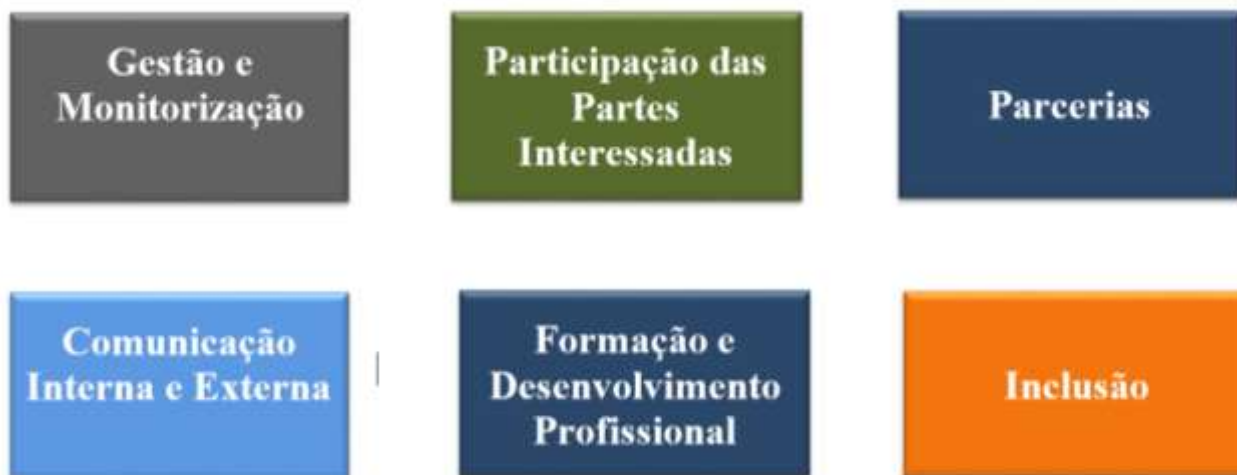 Gestão e
Monitorização
Participação das
Partes
Interessadas
Parcerias
Comunicação
Interna e Externa
Formação e
Desenvolvimento
Profissional
Inclusão